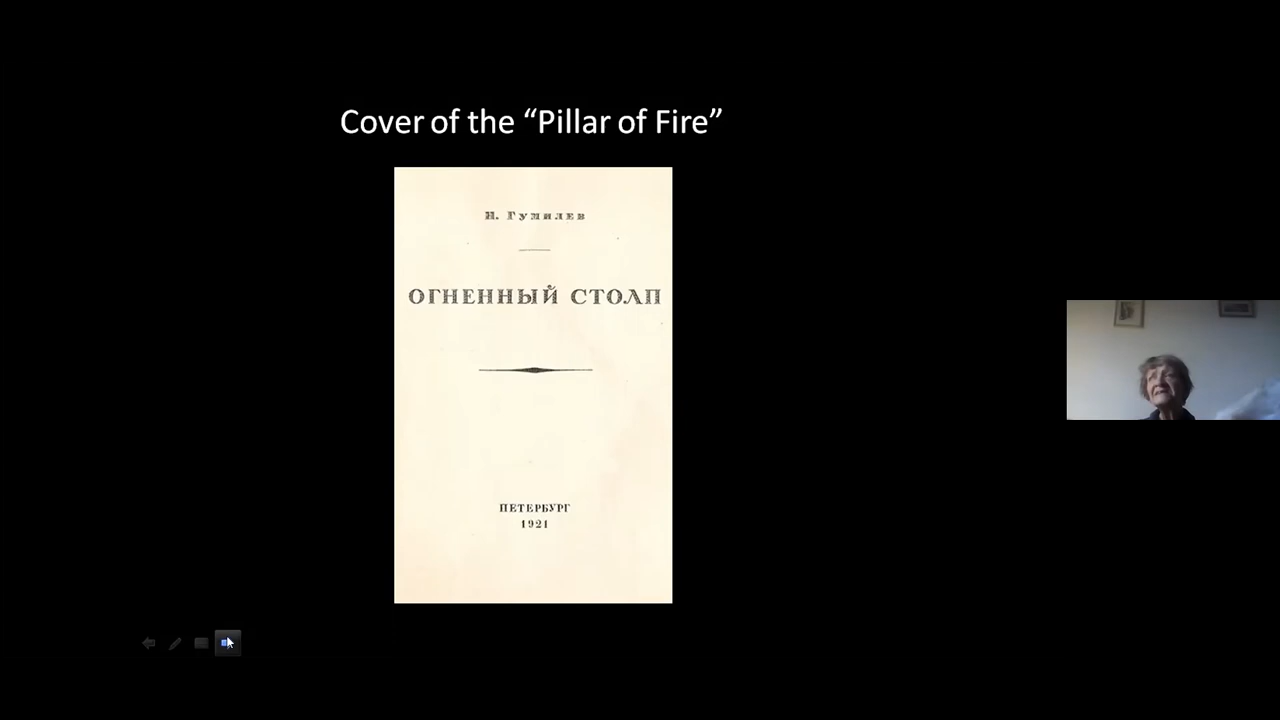 Cover of the “Pillar of Fire”
Н. Гумилев
ОГНЕННЫЙ СТОЛП
ПЕТЕРБУРГ
1921